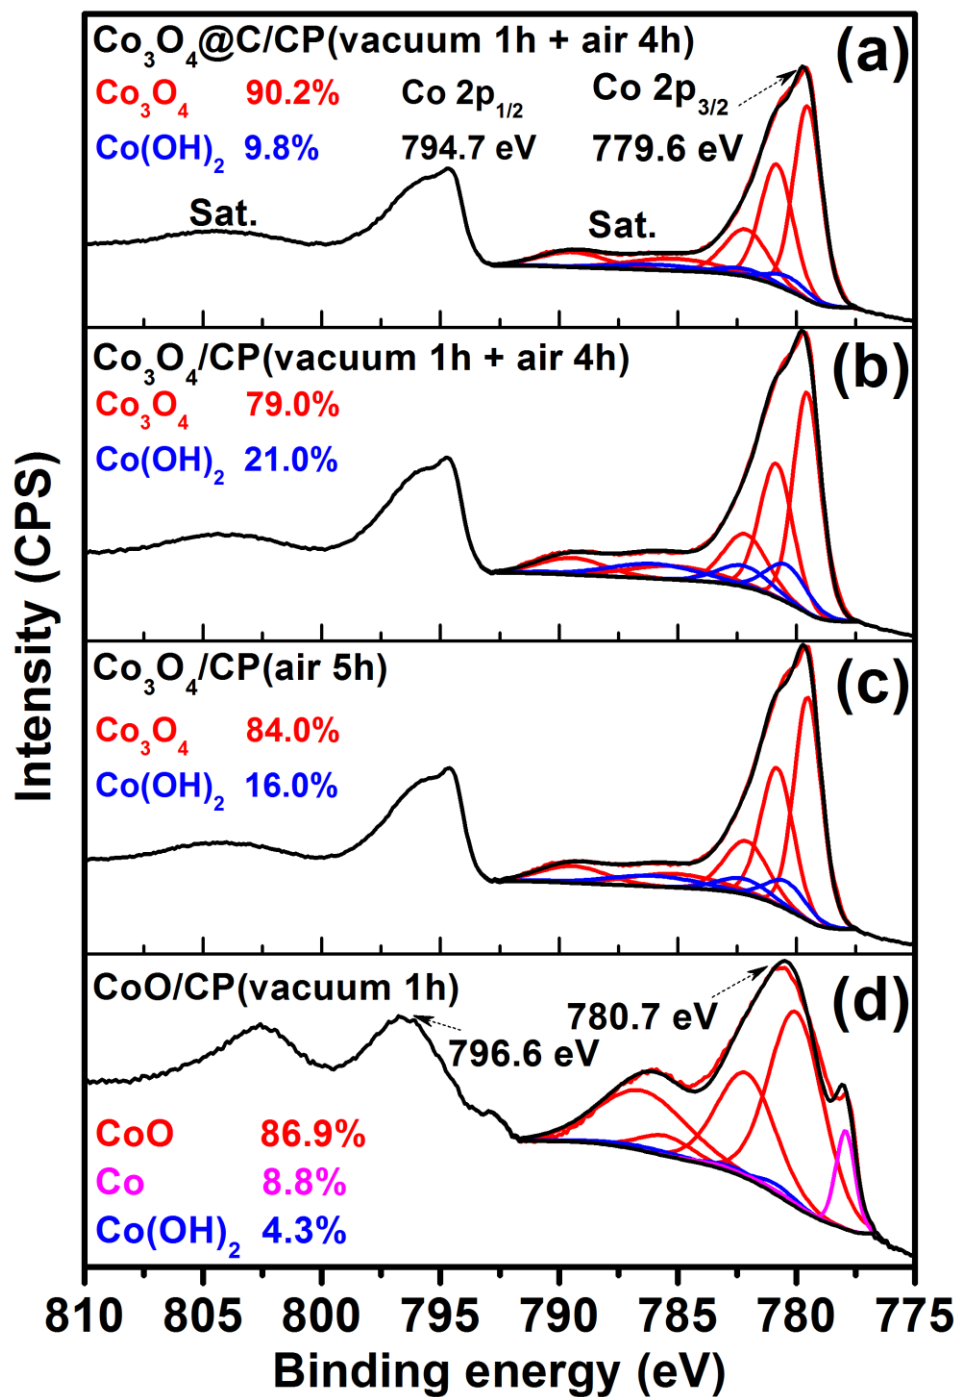 Co₃O₄@C/CP(vacuum 1h + air 4h) (a)
Co₃O₄ 90.2% Co 2p₁/₂ Co 2p₃/₂
Co(OH)₂ 9.8% 794.7 eV 779.6 eV
Sat. Sat.
Co₃O₄/CP(vacuum 1h + air 4h) (b)
Co₃O₄ 79.0%
Co(OH)₂ 21.0%
Co₃O₄/CP(air 5h) (c)
Co₃O₄ 84.0%
Co(OH)₂ 16.0%
CoO/CP(vacuum 1h) (d)
780.7 eV
796.6 eV
CoO 86.9%
Co 8.8%
Co(OH)₂ 4.3%
Intensity (CPS)
810 805 800 795 790 785 780 775
Binding energy (eV)